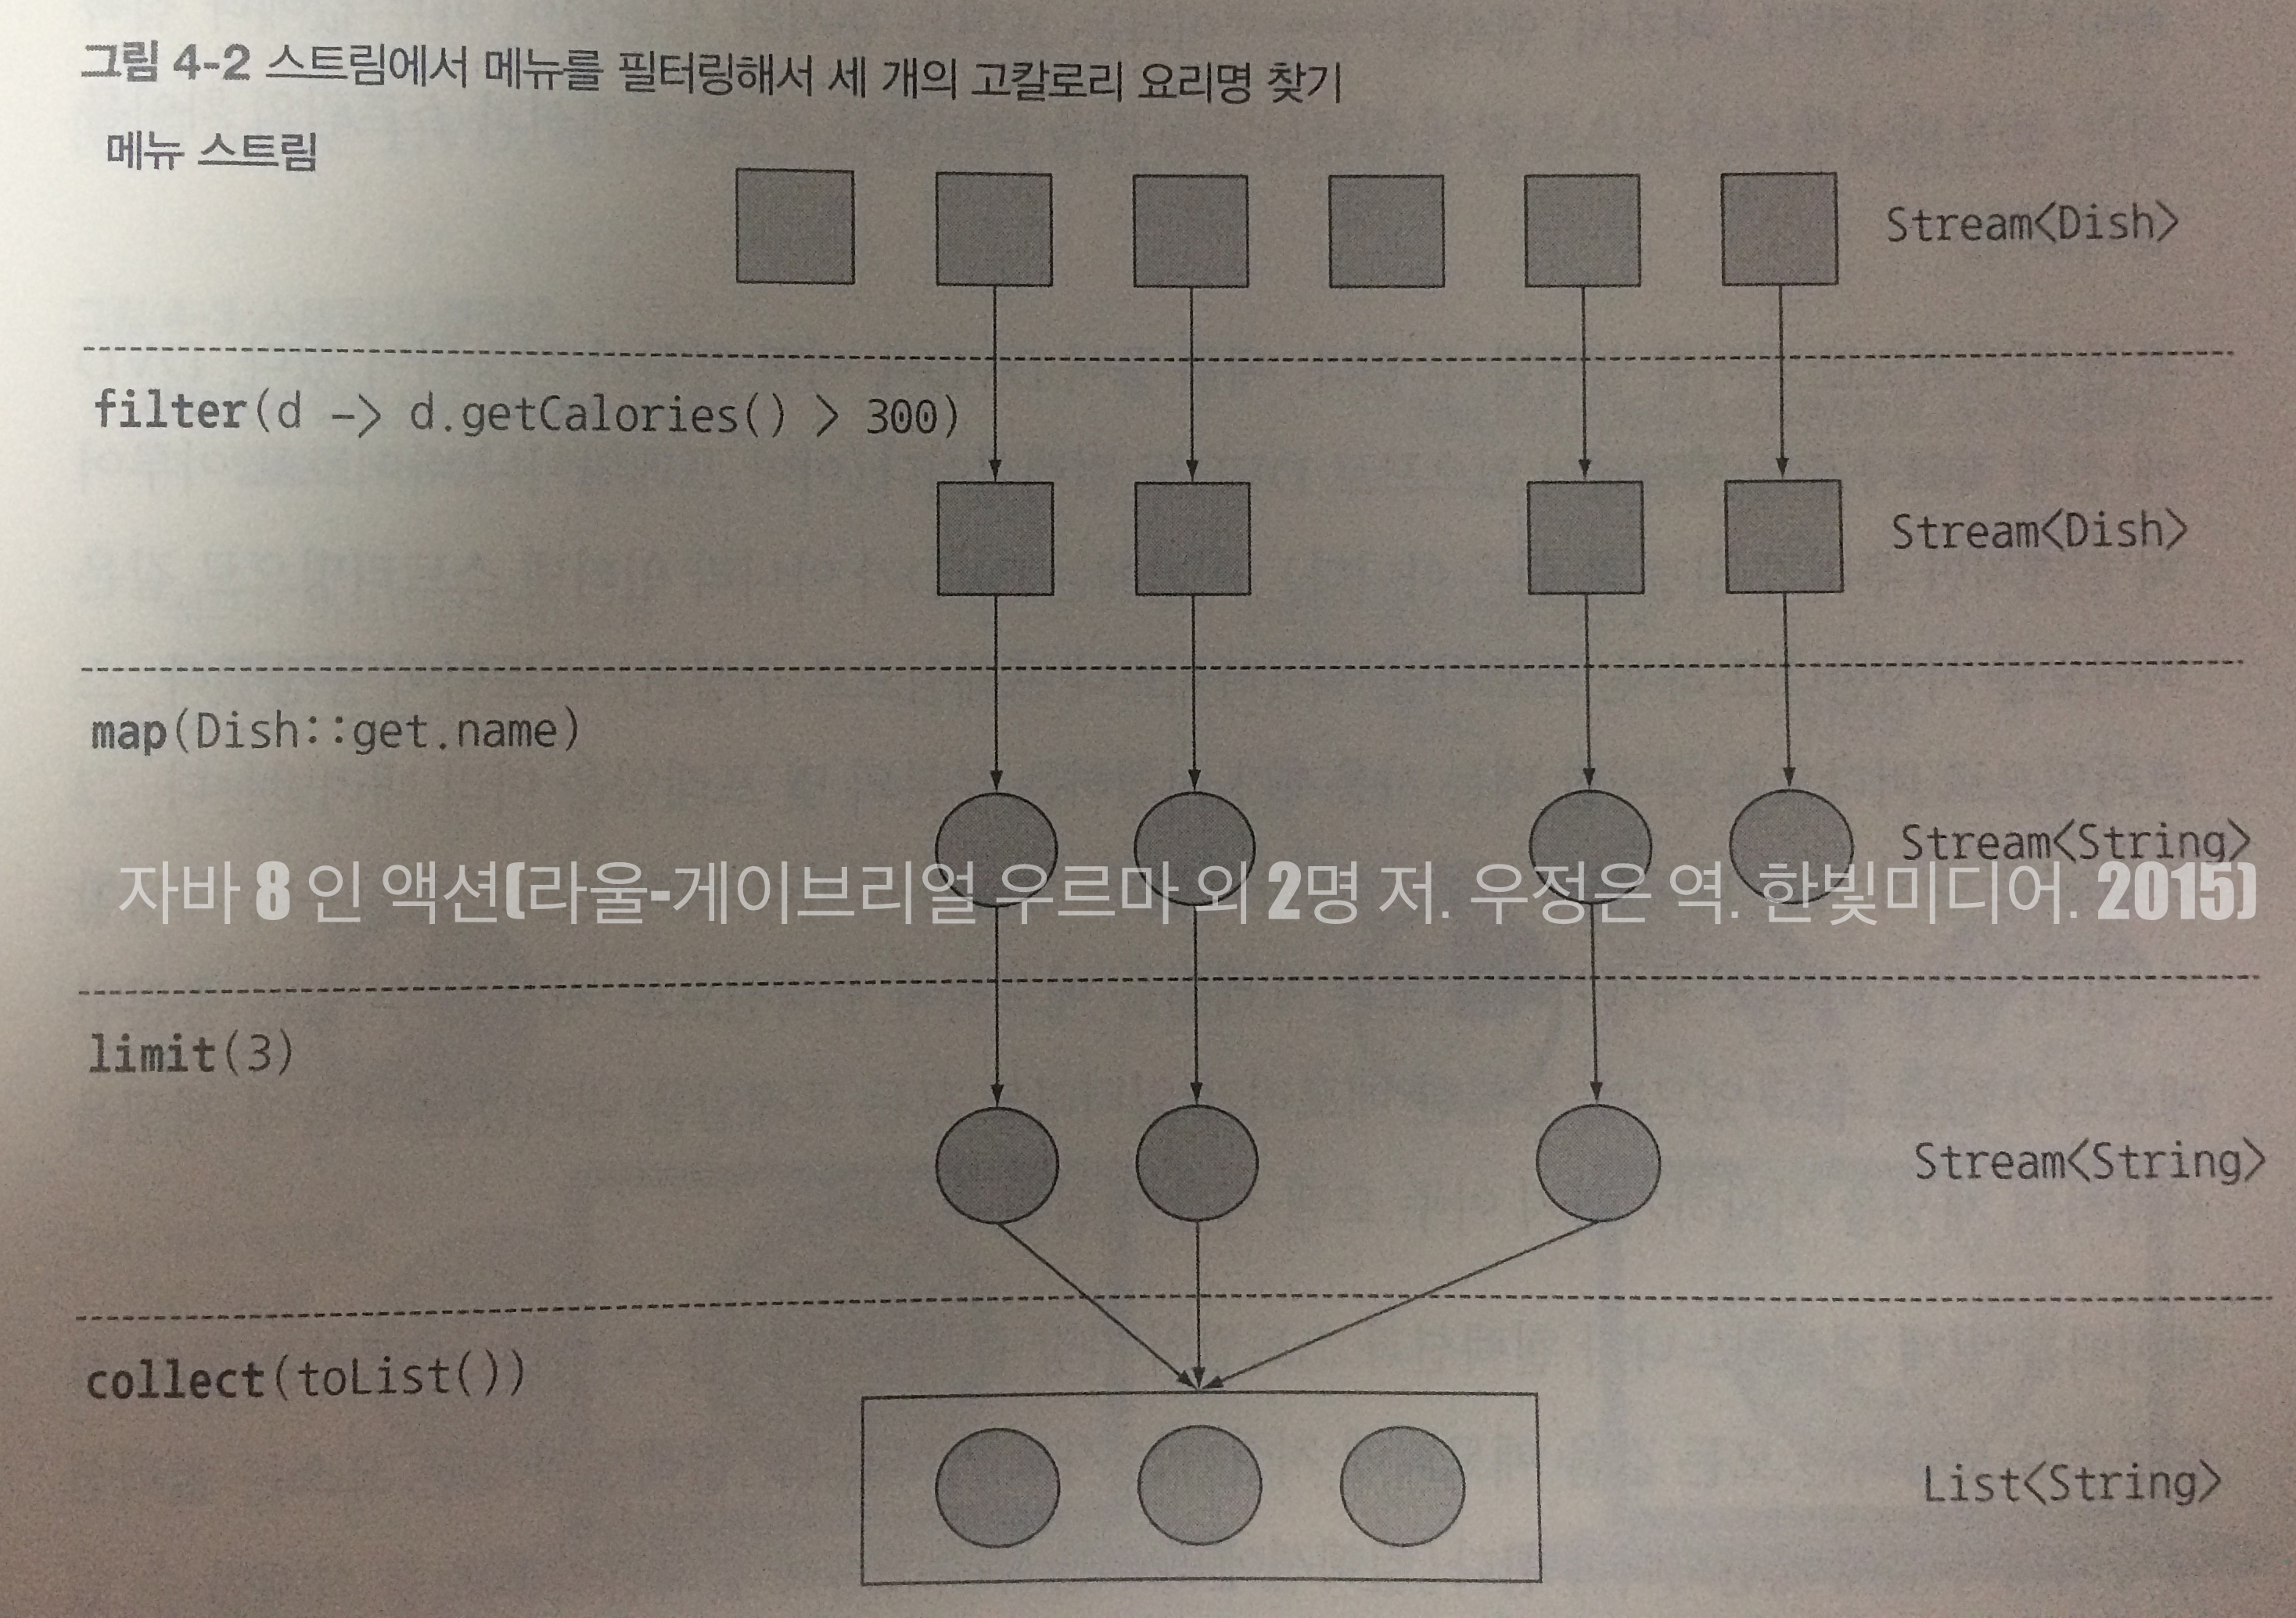 그림 4-2 스트림에서 메뉴를 필터링해서 세 개의 고칼로리 요리명 찾기
메뉴 스트림
Stream<Dish>
filter(d -> d.getCalories() > 300)
Stream<Dish>
map(Dish::get.name)
Stream<String>
자바 8 인 액션(라울-게이브리얼 우르마 외 2명 저. 우정은 역. 한빛미디어. 2015)
limit(3)
Stream<String>
collect(toList())
List<String>